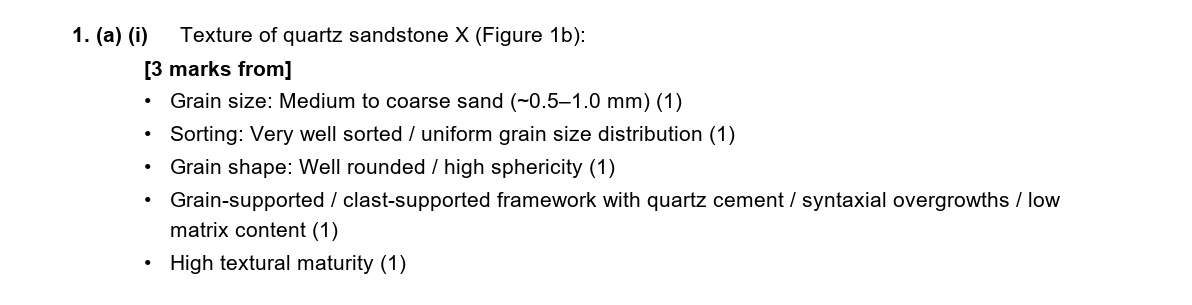 1. (a) (i) Texture of quartz sandstone X (Figure 1b):
[3 marks from]
• Grain size: Medium to coarse sand (~0.5–1.0 mm) (1)
• Sorting: Very well sorted / uniform grain size distribution (1)
• Grain shape: Well rounded / high sphericity (1)
• Grain-supported / clast-supported framework with quartz cement / syntaxial overgrowths / low
matrix content (1)
• High textural maturity (1)